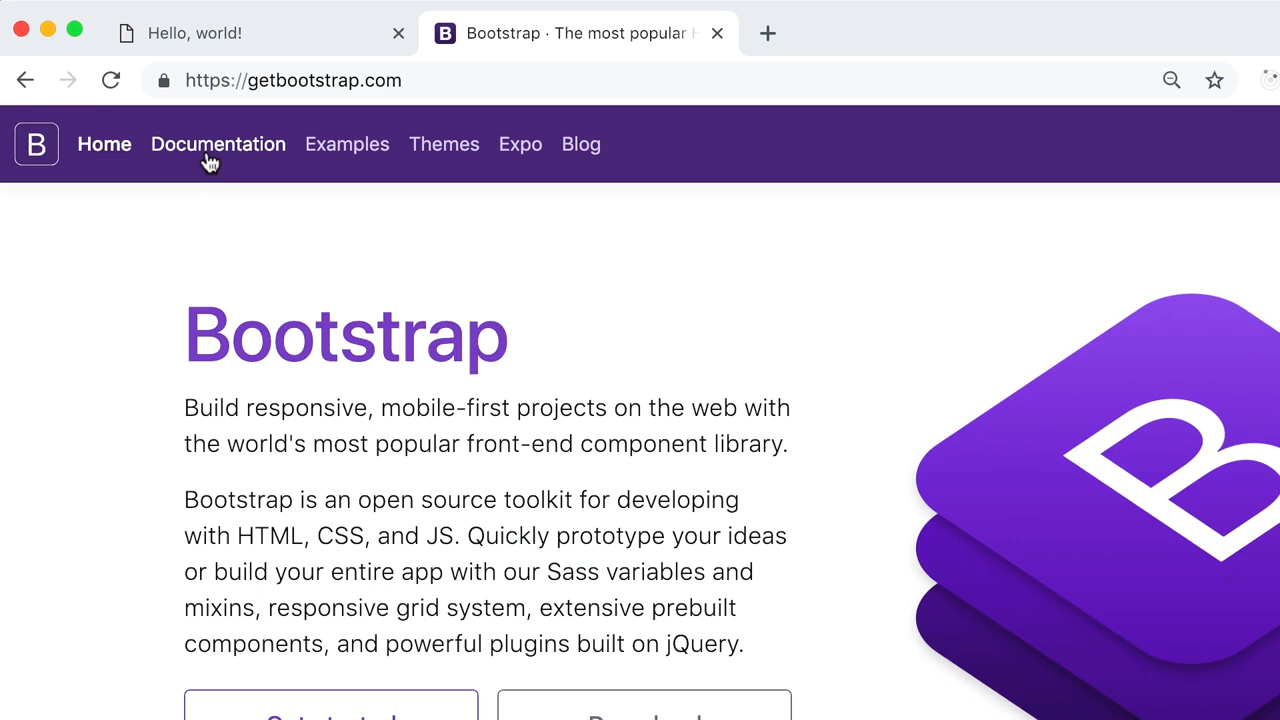 Hello, world!
Bootstrap · The most popular
https://getbootstrap.com
B Home Documentation Examples Themes Expo Blog
Bootstrap
Build responsive, mobile-first projects on the web with
the world's most popular front-end component library.
Bootstrap is an open source toolkit for developing
with HTML, CSS, and JS. Quickly prototype your ideas
or build your entire app with our Sass variables and
mixins, responsive grid system, extensive prebuilt
components, and powerful plugins built on jQuery.
B